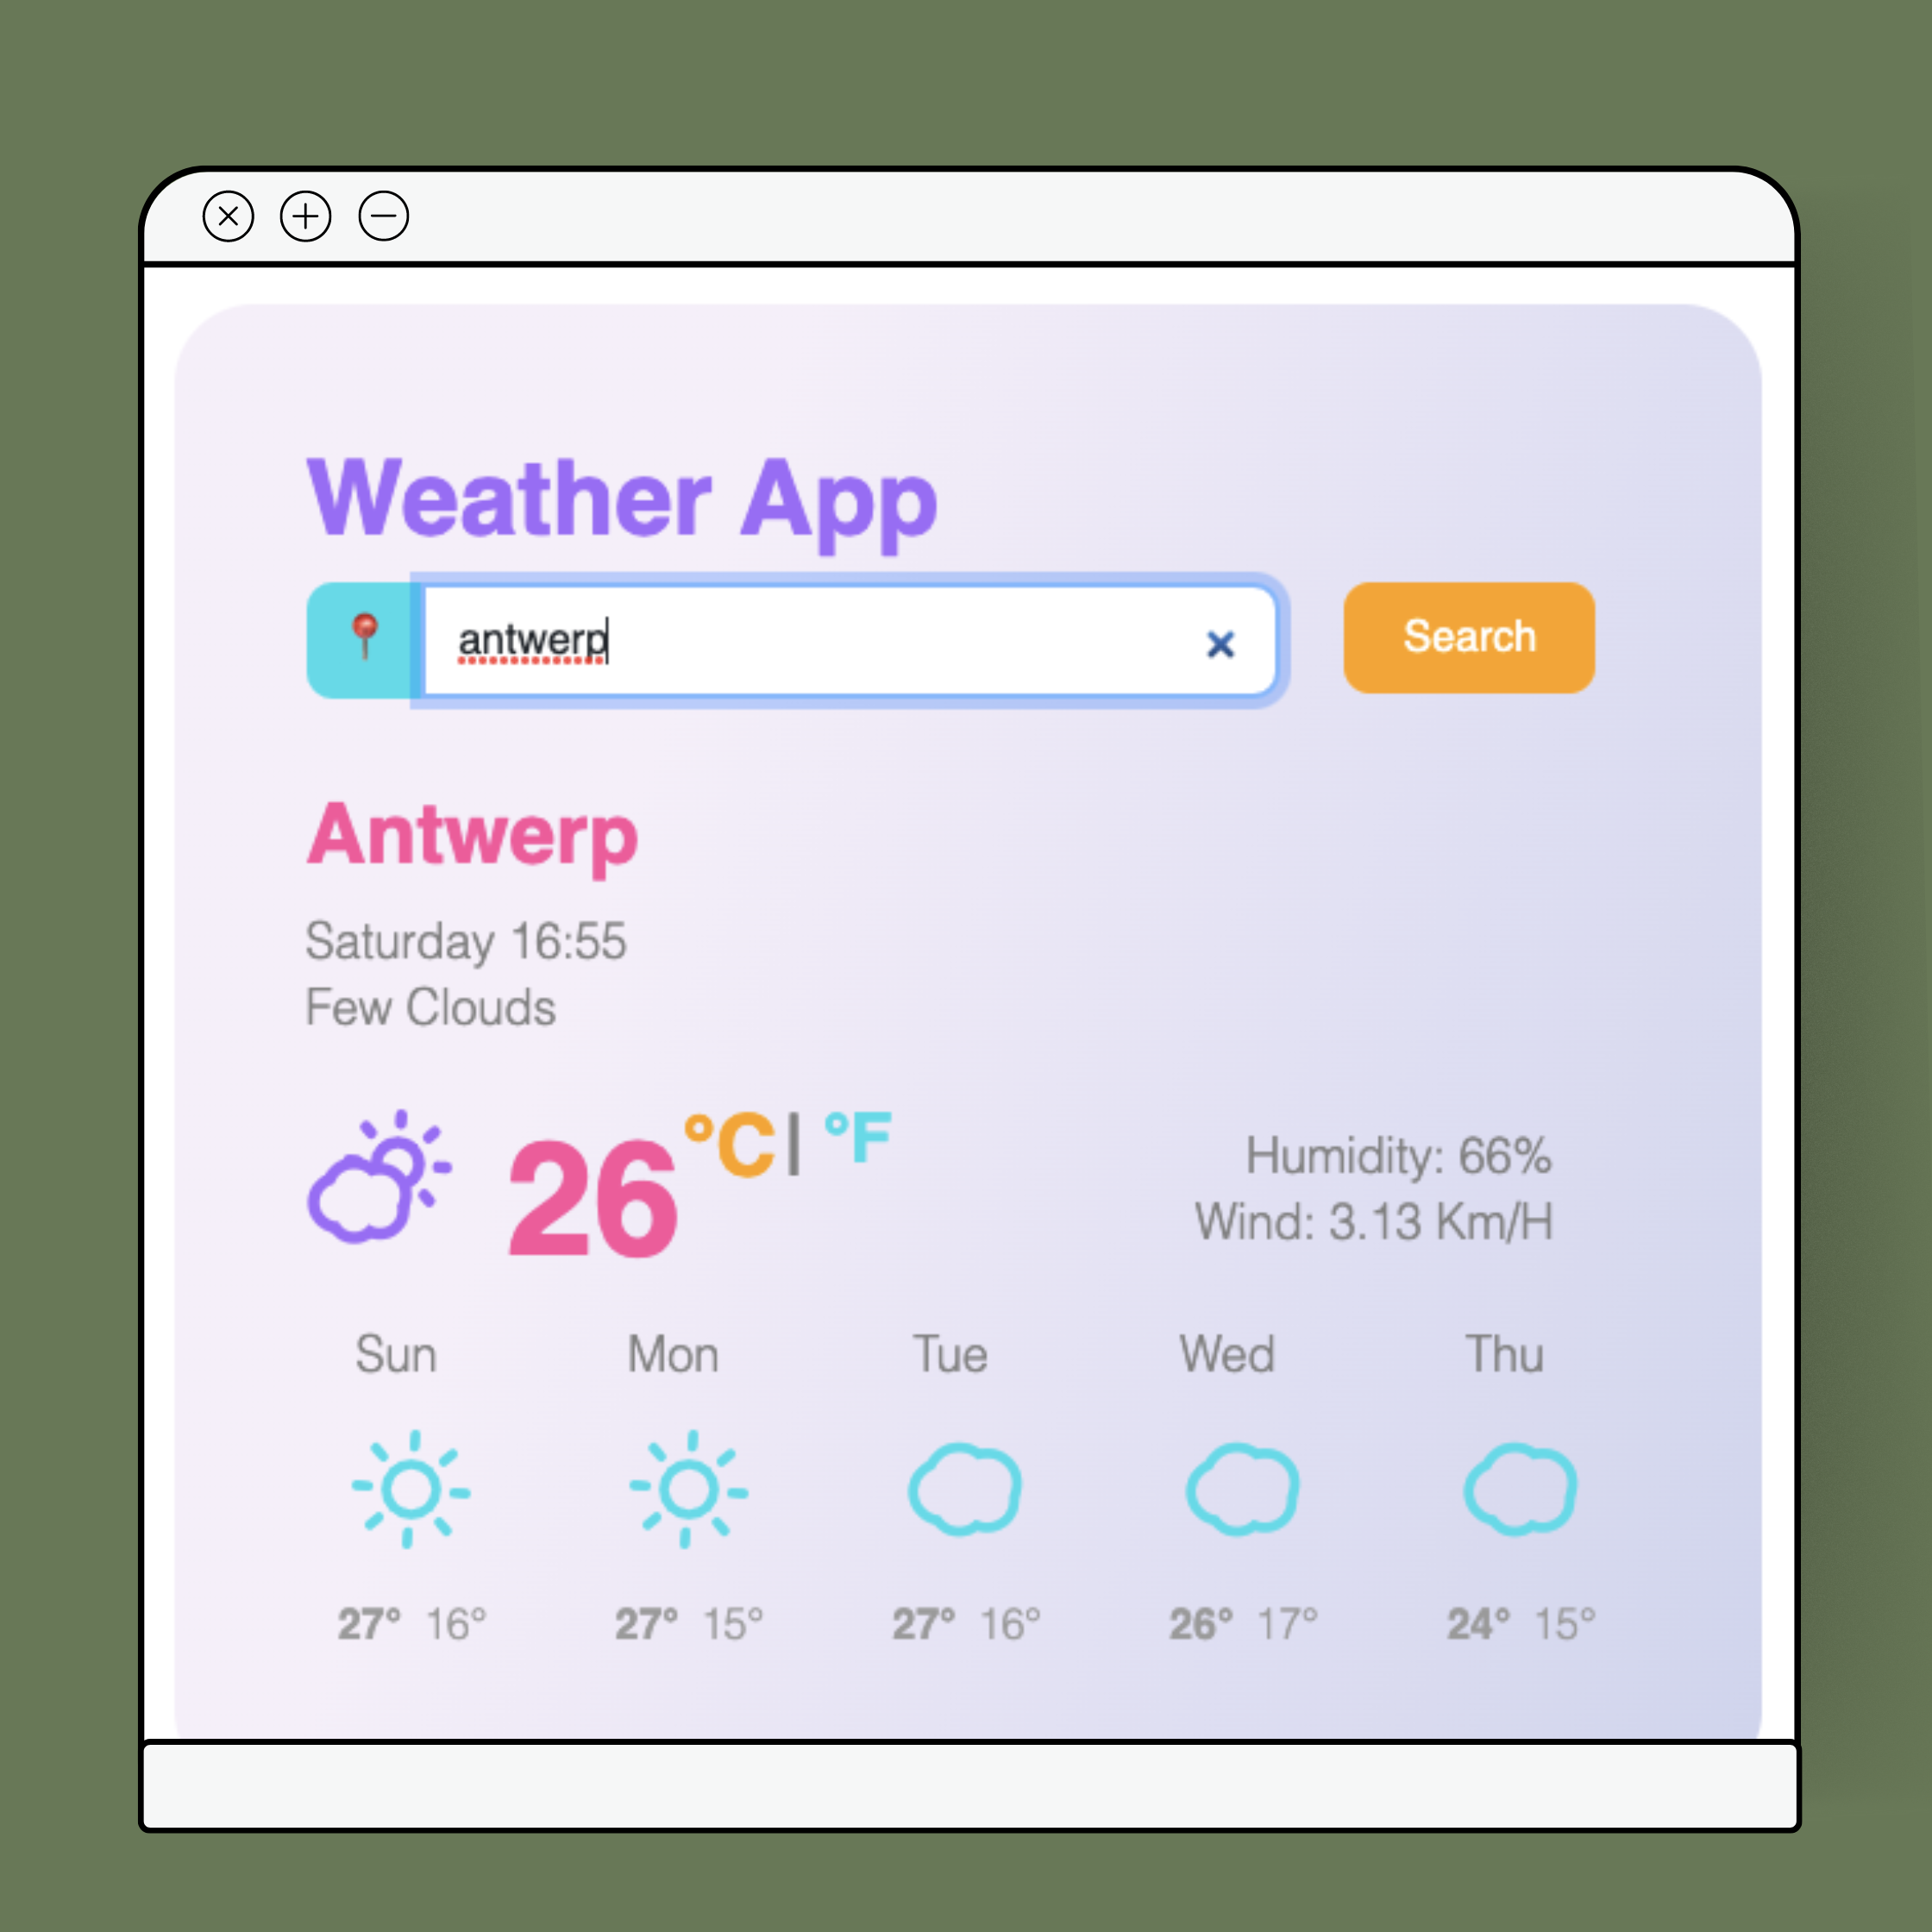 Weather App
antwerp
Search
Antwerp
Saturday 16:55
Few Clouds
26 °C | °F
Humidity: 66%
Wind: 3.13 Km/H
Sun Mon Tue Wed Thu
27° 16° 27° 15° 27° 16° 26° 17° 24° 15°